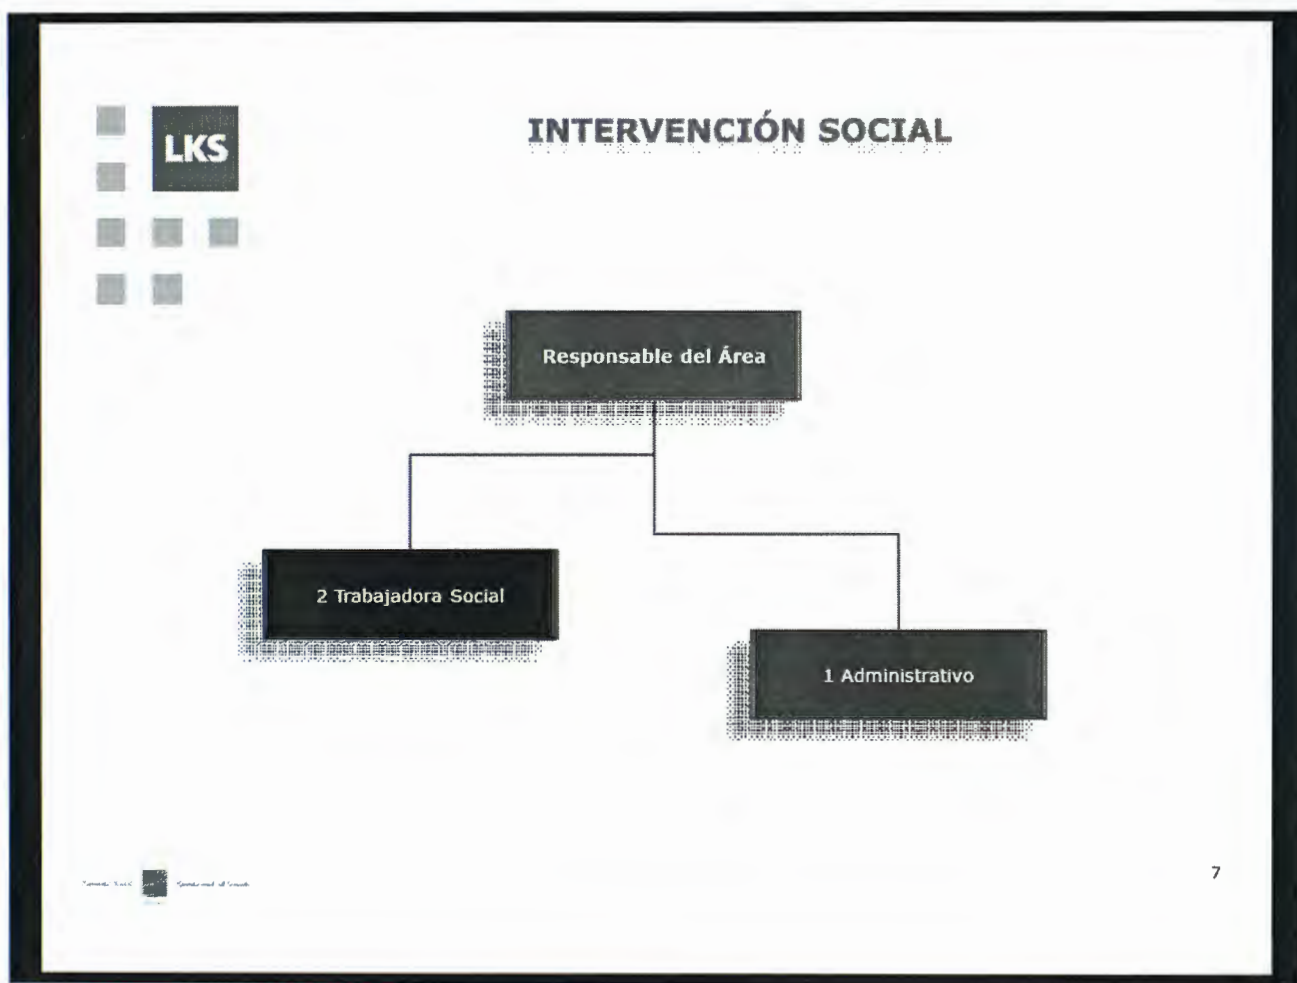 LKS
INTERVENCIÓN SOCIAL
Responsable del Área
2 Trabajadora Social
1 Administrativo
7